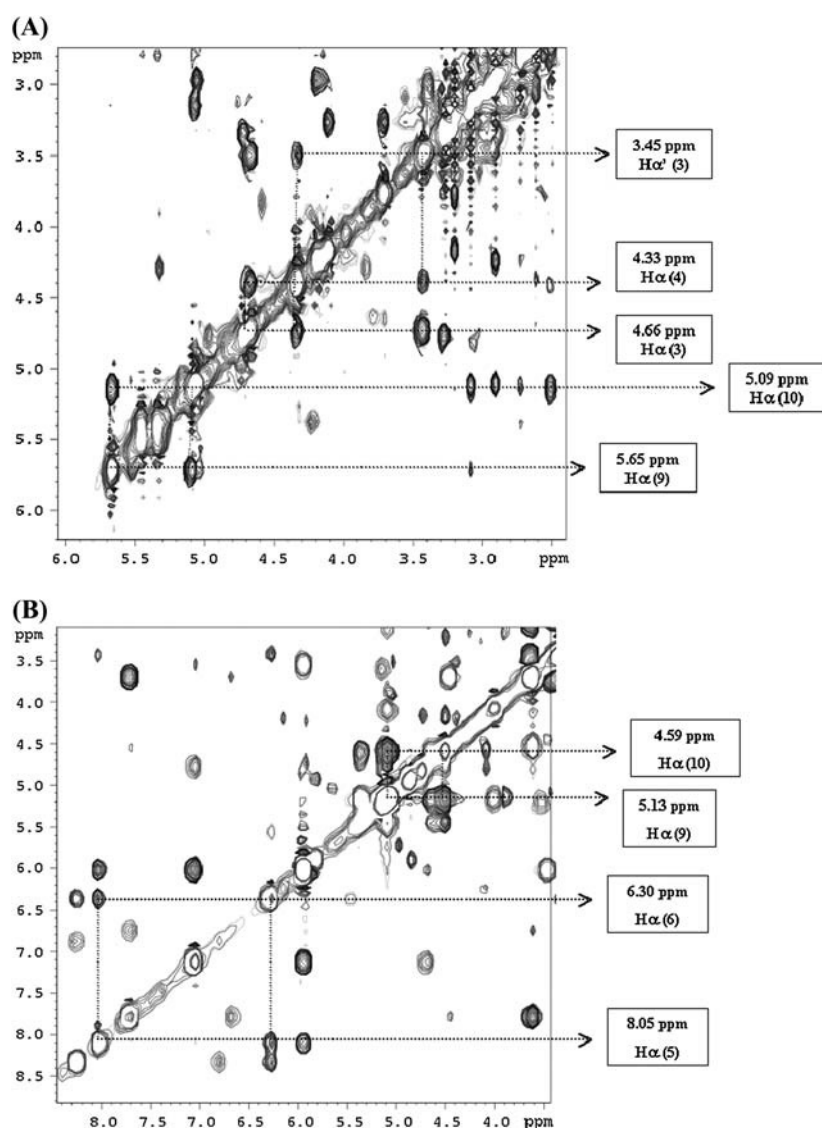 (A)
ppm
3.0
3.5
4.0
4.5
5.0
5.5
6.0
6.0 5.5 5.0 4.5 4.0 3.5 3.0 ppm
3.45 ppm
Hα' (3)
4.33 ppm
Hα (4)
4.66 ppm
Hα (3)
5.09 ppm
Hα (10)
5.65 ppm
Hα (9)
(B)
ppm
3.5
4.0
4.5
5.0
5.5
6.0
6.5
7.0
7.5
8.0
8.5
8.0 7.5 7.0 6.5 6.0 5.5 5.0 4.5 4.0 ppm
4.59 ppm
Hα (10)
5.13 ppm
Hα (9)
6.30 ppm
Hα (6)
8.05 ppm
Hα (5)